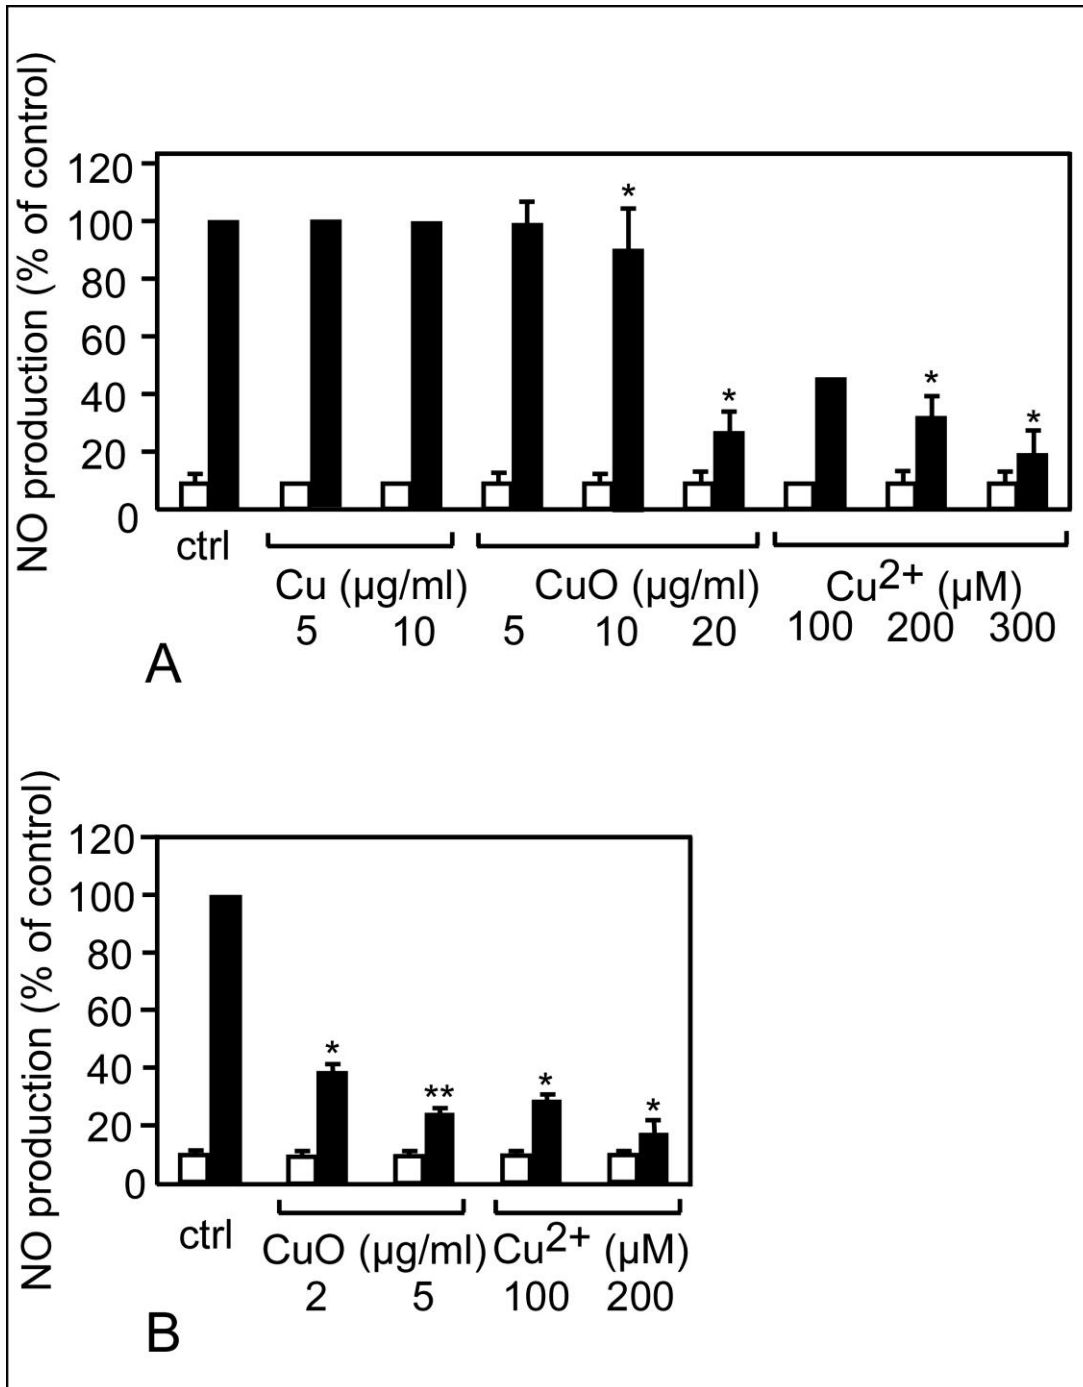 NO production (% of control)
120
100
80
60
40
20
0
* * * * *
ctrl
Cu (µg/ml) CuO (µg/ml) Cu2+ (µM)
5 10 5 10 20 100 200 300
A
NO production (% of control)
120
100
80
60
40
20
0
* ** * *
ctrl
CuO (µg/ml) Cu2+ (µM)
2 5 100 200
B